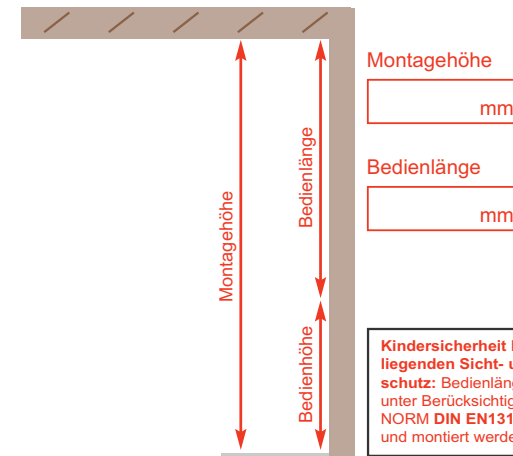 Montagehöhe
mm
Bedienlänge
mm
Bedienlänge
Montagehöhe
Bedienhöhe
Kindersicherheit
liegenden Sicht- u
schutz: Bedienläng
unter Berücksichtig
NORM DIN EN131
und montiert werde